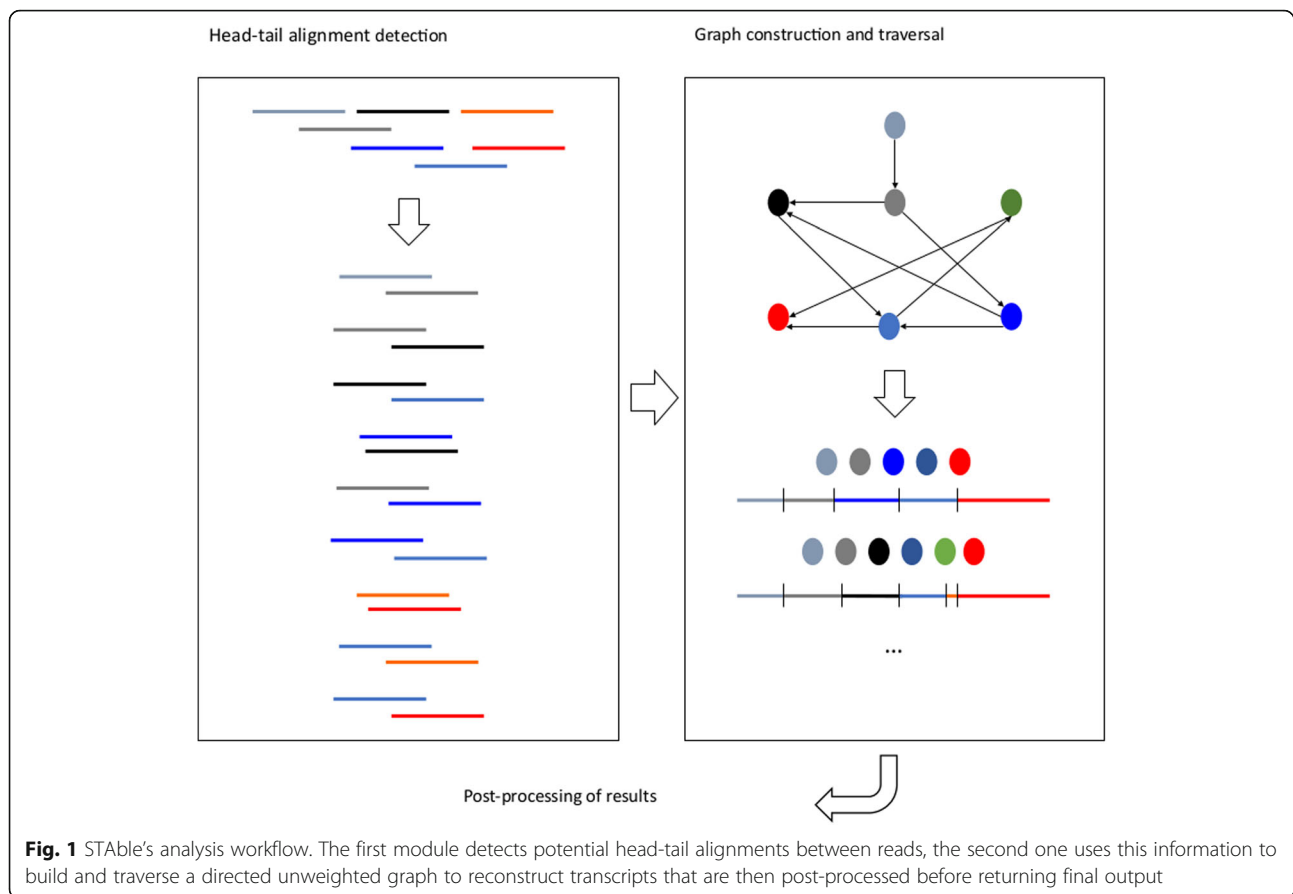 Head-tail alignment detection
Graph construction and traversal
...
Post-processing of results
Fig. 1 STAble's analysis workflow. The first module detects potential head-tail alignments between reads, the second one uses this information to
build and traverse a directed unweighted graph to reconstruct transcripts that are then post-processed before returning final output